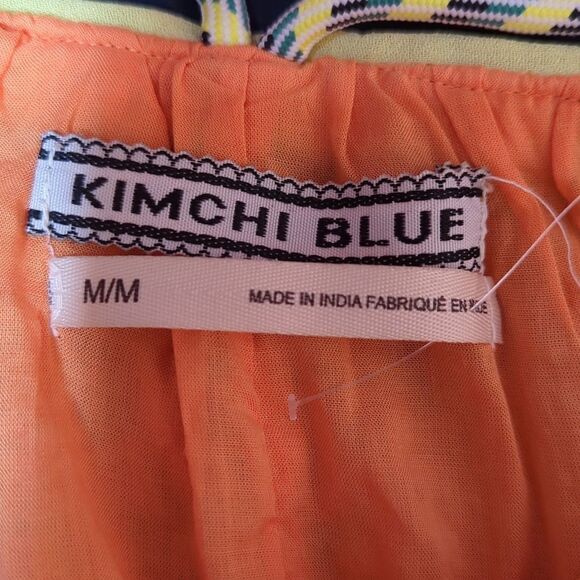 KIMCHI BLUE
M/M
MADE IN INDIA FABRIQUÉ EN